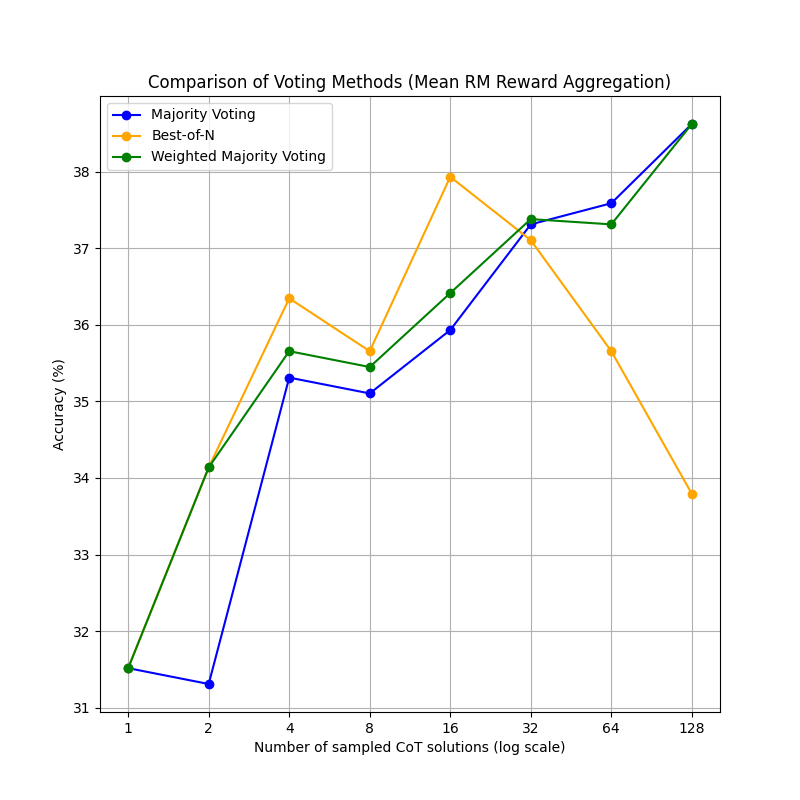 Comparison of Voting Methods (Mean RM Reward Aggregation)
Majority Voting
Best-of-N
Weighted Majority Voting
Accuracy (%)
38
37
36
35
34
33
32
31
1 2 4 8 16 32 64 128
Number of sampled CoT solutions (log scale)